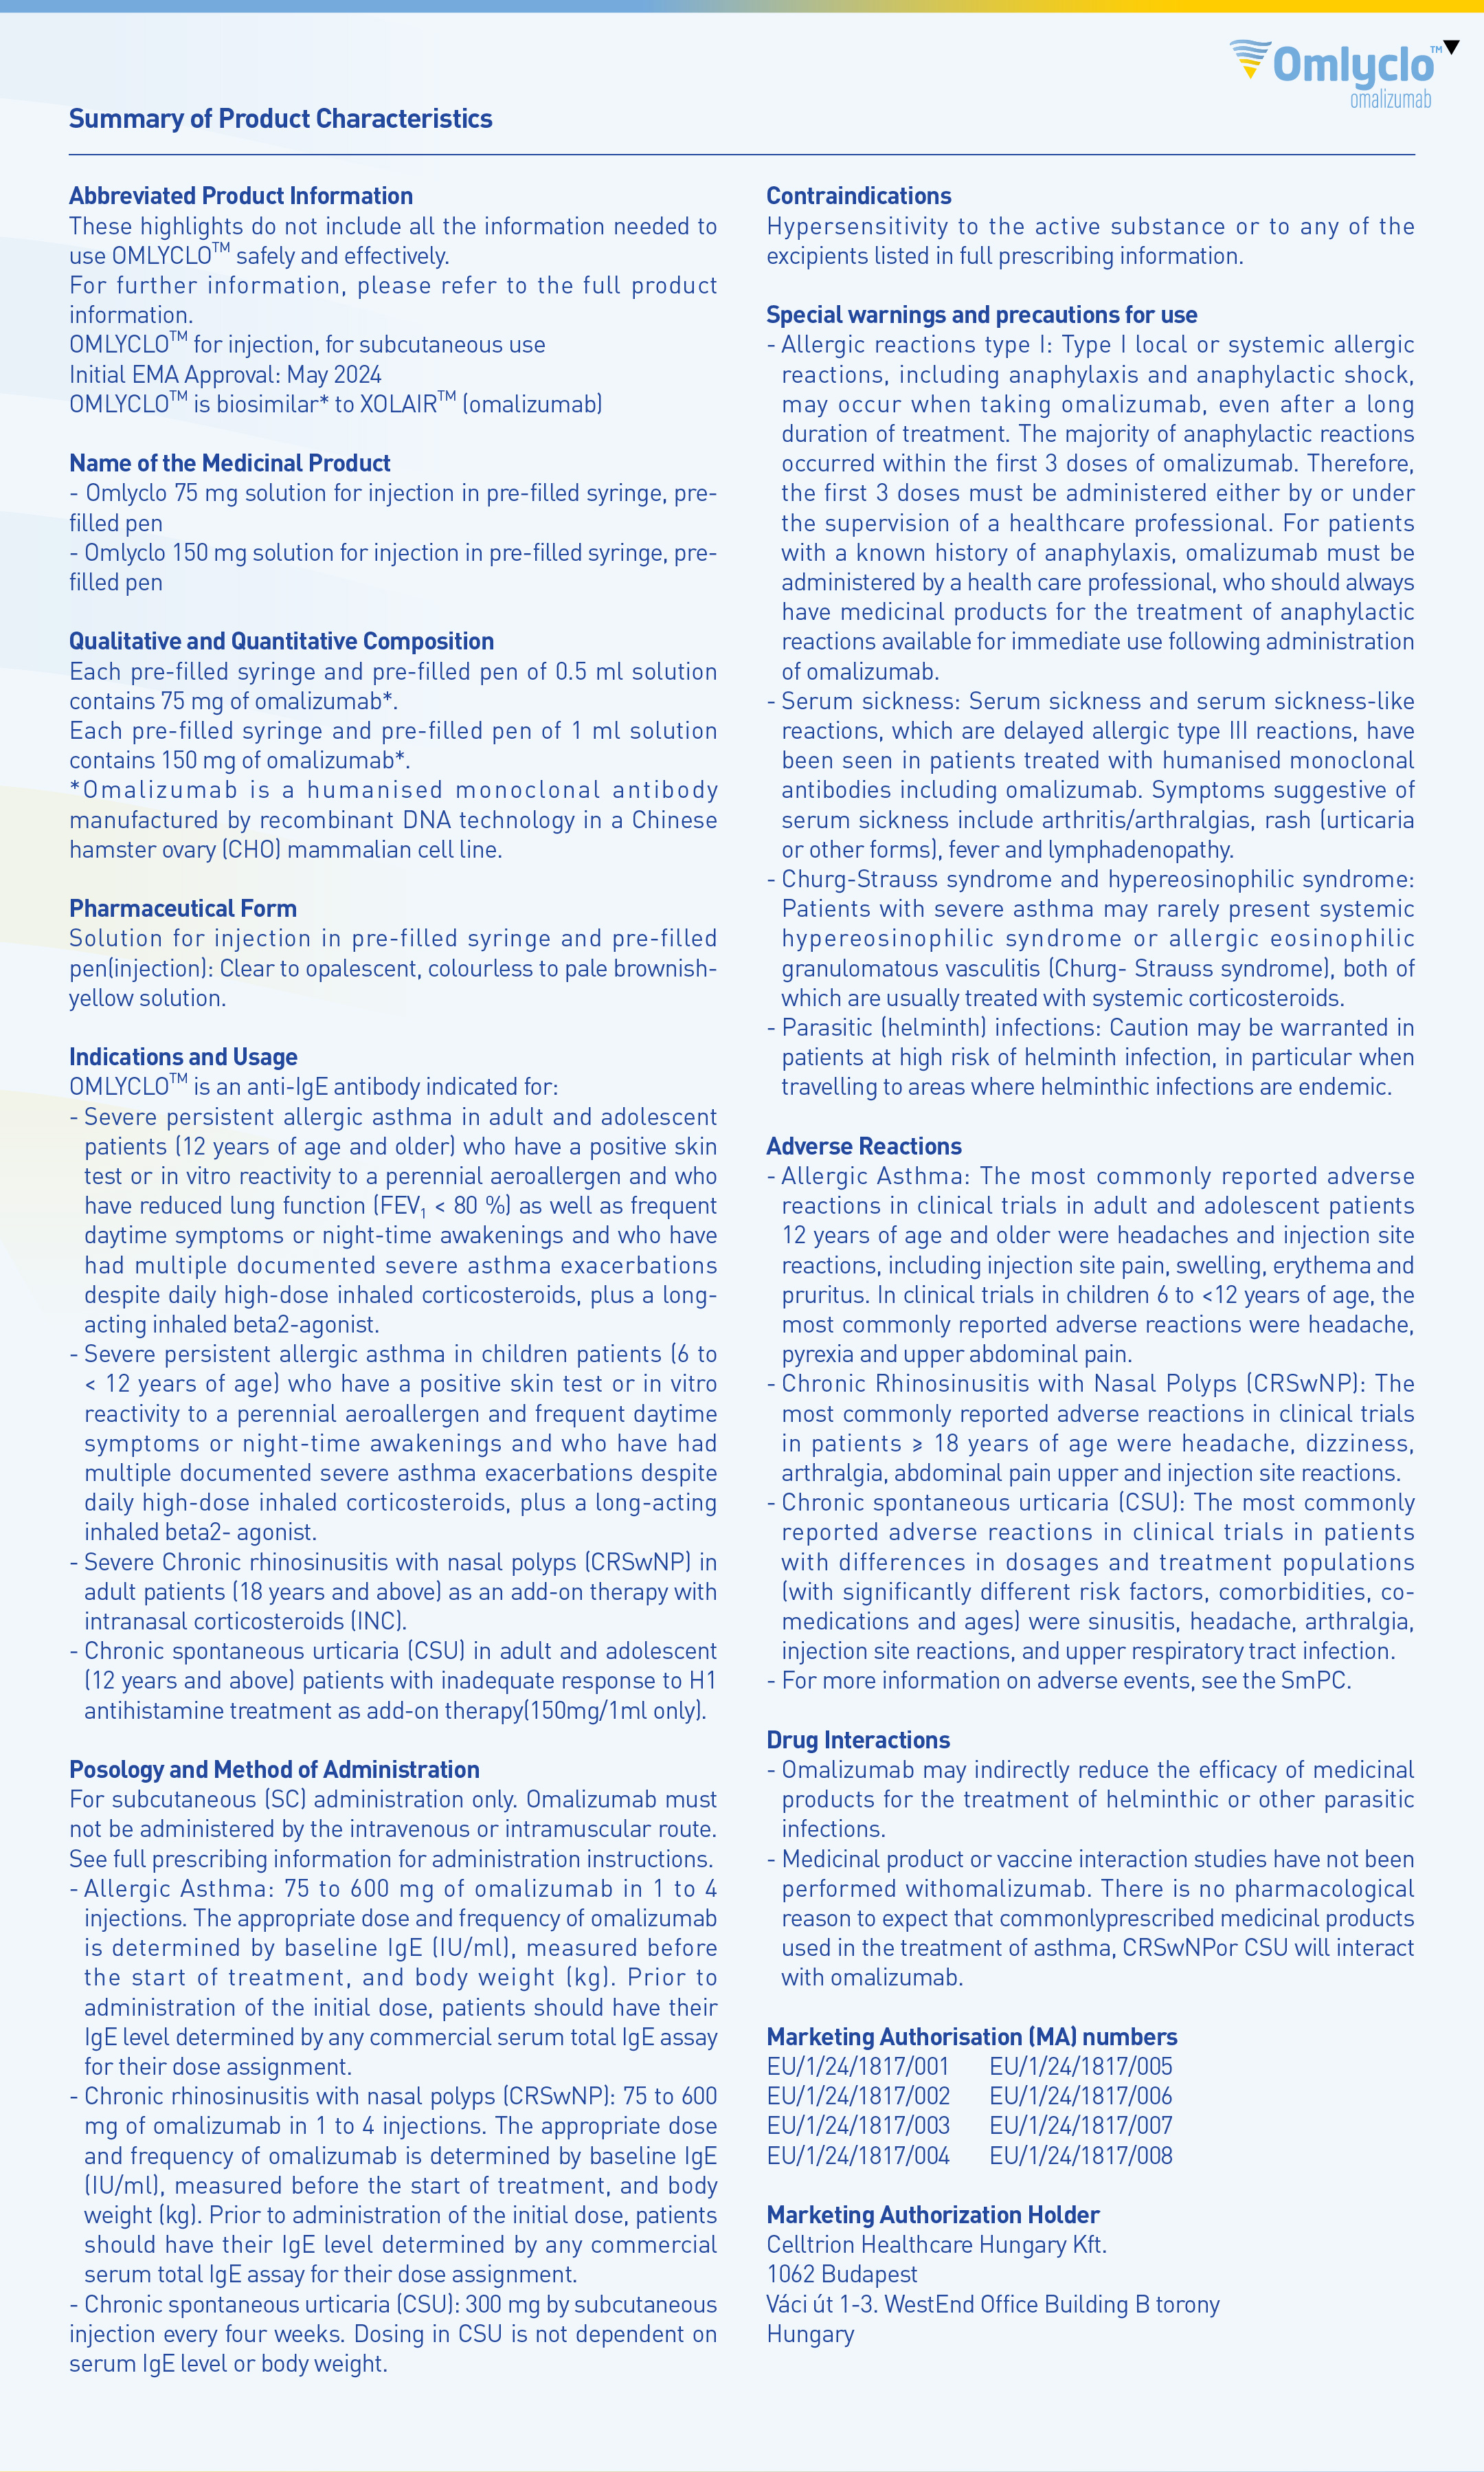 Omlyclo™▼
omalizumab
Summary of Product Characteristics
Abbreviated Product Information
These highlights do not include all the information needed to
use OMLYCLO™ safely and effectively.
For further information, please refer to the full product
information.
OMLYCLO™ for injection, for subcutaneous use
Initial EMA Approval: May 2024
OMLYCLO™ is biosimilar* to XOLAIR™ (omalizumab)
Name of the Medicinal Product
- Omlyclo 75 mg solution for injection in pre-filled syringe, pre-
filled pen
- Omlyclo 150 mg solution for injection in pre-filled syringe, pre-
filled pen
Qualitative and Quantitative Composition
Each pre-filled syringe and pre-filled pen of 0.5 ml solution
contains 75 mg of omalizumab*.
Each pre-filled syringe and pre-filled pen of 1 ml solution
contains 150 mg of omalizumab*.
*Omalizumab is a humanised monoclonal antibody
manufactured by recombinant DNA technology in a Chinese
hamster ovary (CHO) mammalian cell line.
Pharmaceutical Form
Solution for injection in pre-filled syringe and pre-filled
pen(injection): Clear to opalescent, colourless to pale brownish-
yellow solution.
Indications and Usage
OMLYCLO™ is an anti-IgE antibody indicated for:
- Severe persistent allergic asthma in adult and adolescent
patients (12 years of age and older) who have a positive skin
test or in vitro reactivity to a perennial aeroallergen and who
have reduced lung function (FEV₁ < 80 %) as well as frequent
daytime symptoms or night-time awakenings and who have
had multiple documented severe asthma exacerbations
despite daily high-dose inhaled corticosteroids, plus a long-
acting inhaled beta2-agonist.
- Severe persistent allergic asthma in children patients (6 to
< 12 years of age) who have a positive skin test or in vitro
reactivity to a perennial aeroallergen and frequent daytime
symptoms or night-time awakenings and who have had
multiple documented severe asthma exacerbations despite
daily high-dose inhaled corticosteroids, plus a long-acting
inhaled beta2- agonist.
- Severe Chronic rhinosinusitis with nasal polyps (CRSwNP) in
adult patients (18 years and above) as an add-on therapy with
intranasal corticosteroids (INC).
- Chronic spontaneous urticaria (CSU) in adult and adolescent
(12 years and above) patients with inadequate response to H1
antihistamine treatment as add-on therapy(150mg/1ml only).
Posology and Method of Administration
For subcutaneous (SC) administration only. Omalizumab must
not be administered by the intravenous or intramuscular route.
See full prescribing information for administration instructions.
- Allergic Asthma: 75 to 600 mg of omalizumab in 1 to 4
injections. The appropriate dose and frequency of omalizumab
is determined by baseline IgE (IU/ml), measured before
the start of treatment, and body weight (kg). Prior to
administration of the initial dose, patients should have their
IgE level determined by any commercial serum total IgE assay
for their dose assignment.
- Chronic rhinosinusitis with nasal polyps (CRSwNP): 75 to 600
mg of omalizumab in 1 to 4 injections. The appropriate dose
and frequency of omalizumab is determined by baseline IgE
(IU/ml), measured before the start of treatment, and body
weight (kg). Prior to administration of the initial dose, patients
should have their IgE level determined by any commercial
serum total IgE assay for their dose assignment.
- Chronic spontaneous urticaria (CSU): 300 mg by subcutaneous
injection every four weeks. Dosing in CSU is not dependent on
serum IgE level or body weight.
Contraindications
Hypersensitivity to the active substance or to any of the
excipients listed in full prescribing information.
Special warnings and precautions for use
- Allergic reactions type I: Type I local or systemic allergic
reactions, including anaphylaxis and anaphylactic shock,
may occur when taking omalizumab, even after a long
duration of treatment. The majority of anaphylactic reactions
occurred within the first 3 doses of omalizumab. Therefore,
the first 3 doses must be administered either by or under
the supervision of a healthcare professional. For patients
with a known history of anaphylaxis, omalizumab must be
administered by a health care professional, who should always
have medicinal products for the treatment of anaphylactic
reactions available for immediate use following administration
of omalizumab.
- Serum sickness: Serum sickness and serum sickness-like
reactions, which are delayed allergic type III reactions, have
been seen in patients treated with humanised monoclonal
antibodies including omalizumab. Symptoms suggestive of
serum sickness include arthritis/arthralgias, rash (urticaria
or other forms), fever and lymphadenopathy.
- Churg-Strauss syndrome and hypereosinophilic syndrome:
Patients with severe asthma may rarely present systemic
hypereosinophilic syndrome or allergic eosinophilic
granulomatous vasculitis (Churg- Strauss syndrome), both of
which are usually treated with systemic corticosteroids.
- Parasitic (helminth) infections: Caution may be warranted in
patients at high risk of helminth infection, in particular when
travelling to areas where helminthic infections are endemic.
Adverse Reactions
- Allergic Asthma: The most commonly reported adverse
reactions in clinical trials in adult and adolescent patients
12 years of age and older were headaches and injection site
reactions, including injection site pain, swelling, erythema and
pruritus. In clinical trials in children 6 to <12 years of age, the
most commonly reported adverse reactions were headache,
pyrexia and upper abdominal pain.
- Chronic Rhinosinusitis with Nasal Polyps (CRSwNP): The
most commonly reported adverse reactions in clinical trials
in patients ≥ 18 years of age were headache, dizziness,
arthralgia, abdominal pain upper and injection site reactions.
- Chronic spontaneous urticaria (CSU): The most commonly
reported adverse reactions in clinical trials in patients
with differences in dosages and treatment populations
(with significantly different risk factors, comorbidities, co-
medications and ages) were sinusitis, headache, arthralgia,
injection site reactions, and upper respiratory tract infection.
- For more information on adverse events, see the SmPC.
Drug Interactions
- Omalizumab may indirectly reduce the efficacy of medicinal
products for the treatment of helminthic or other parasitic
infections.
- Medicinal product or vaccine interaction studies have not been
performed withomalizumab. There is no pharmacological
reason to expect that commonlyprescribed medicinal products
used in the treatment of asthma, CRSwNPor CSU will interact
with omalizumab.
Marketing Authorisation (MA) numbers
EU/1/24/1817/001 EU/1/24/1817/005
EU/1/24/1817/002 EU/1/24/1817/006
EU/1/24/1817/003 EU/1/24/1817/007
EU/1/24/1817/004 EU/1/24/1817/008
Marketing Authorization Holder
Celltrion Healthcare Hungary Kft.
1062 Budapest
Váci út 1-3. WestEnd Office Building B torony
Hungary